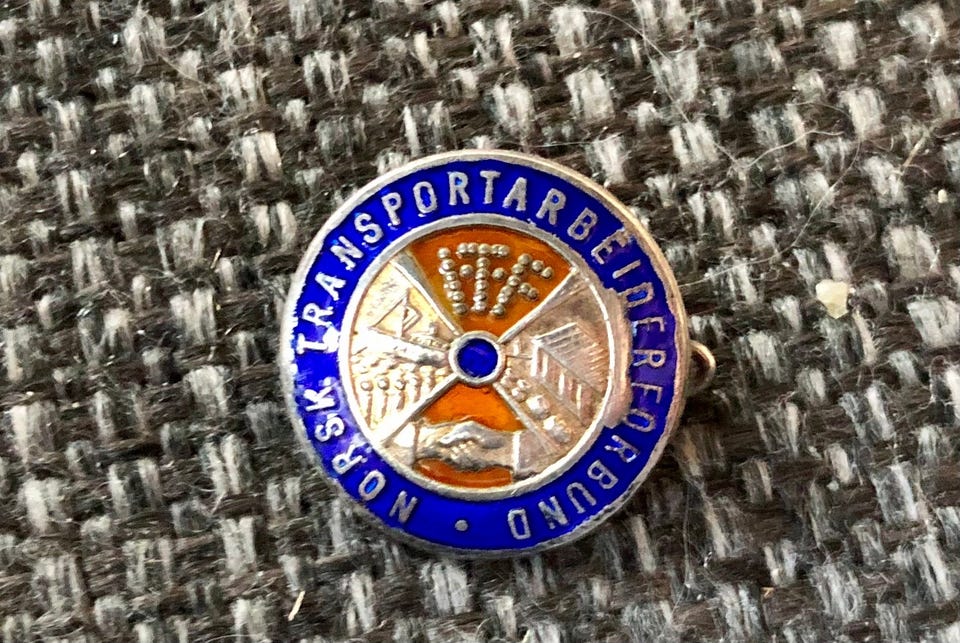 NORSK. TRANSPORTARBEIDERFORBUND •
ITF